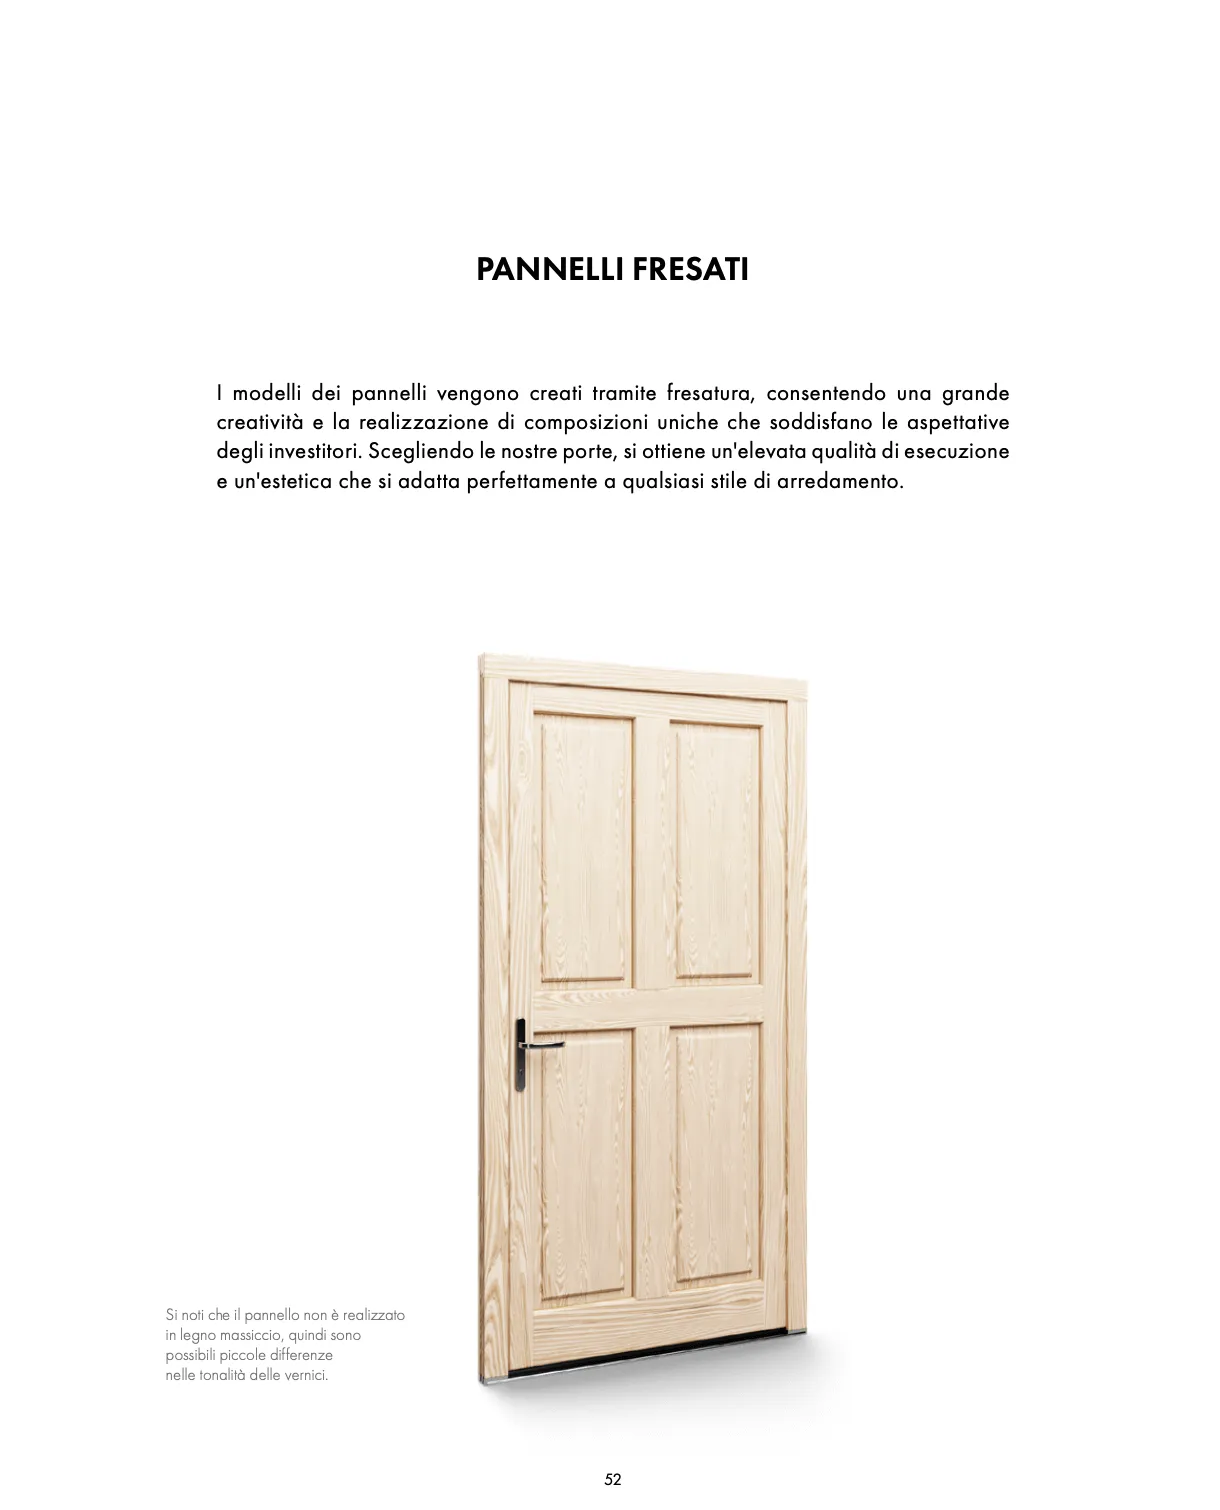 PANNELLI FRESATI
I modelli dei pannelli vengono creati tramite fresatura, consentendo una grande
creatività e la realizzazione di composizioni uniche che soddisfano le aspettative
degli investitori. Scegliendo le nostre porte, si ottiene un'elevata qualità di esecuzione
e un'estetica che si adatta perfettamente a qualsiasi stile di arredamento.
Si noti che il pannello non è realizzato
in legno massiccio, quindi sono
possibili piccole differenze
nelle tonalità delle vernici.
52